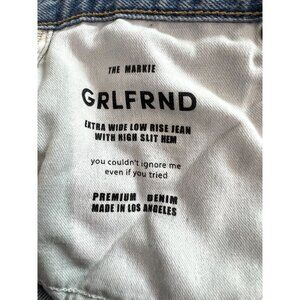 THE MARKIE
GRLFRND
EXTRA WIDE LOW RISE JEAN
WITH HIGH SLIT HEM
you couldn't ignore me
even if you tried
PREMIUM DENIM
MADE IN LOS ANGELES